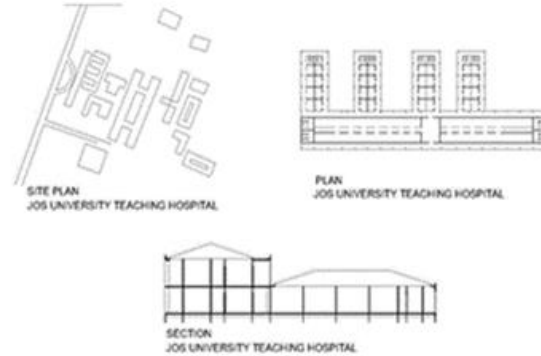 SITE PLAN
JOS UNIVERSITY TEACHING HOSPITAL
PLAN
JOS UNIVERSITY TEACHING HOSPITAL
SECTION
JOS UNIVERSITY TEACHING HOSPITAL